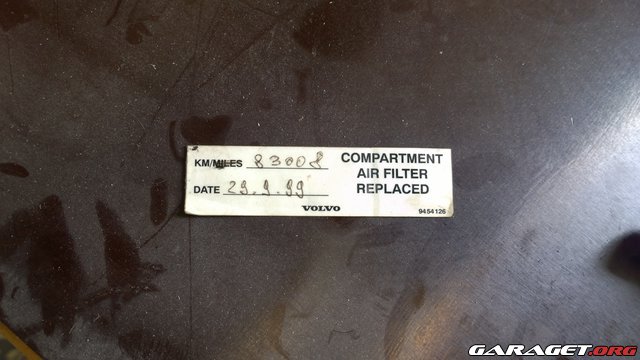 KM/MILES 83008
DATE 29.9.99
COMPARTMENT
AIR FILTER
REPLACED
VOLVO
9454126
GARAGET.ORG